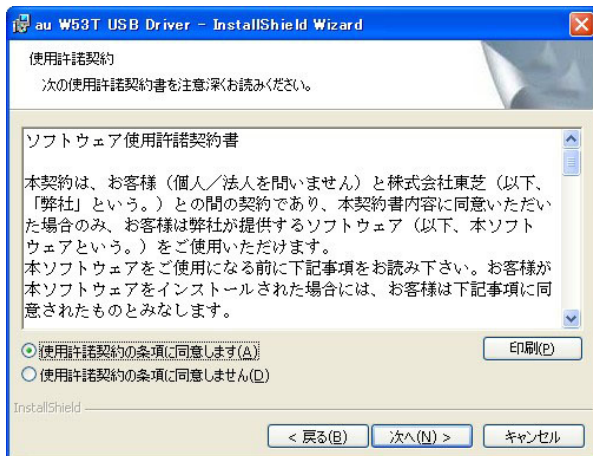 au W53T USB Driver - InstallShield Wizard
使用許諾契約
次の使用許諾契約書を注意深くお読みください。
ソフトウェア使用許諾契約書
本契約は、お客様（個人／法人を問いません）と株式会社東芝（以下、
「弊社」という。）との間の契約であり、本契約書内容に同意いただい
た場合のみ、お客様は弊社が提供するソフトウェア（以下、本ソフト
ウェアという。）をご使用いただけます。
本ソフトウェアをご使用になる前に下記事項をお読み下さい。お客様が
本ソフトウェアをインストールされた場合には、お客様は下記事項に同
意されたものとみなします。
使用許諾契約の条項に同意します(A)
印刷(P)
使用許諾契約の条項に同意しません(D)
InstallShield
< 戻る(B)
次へ(N) >
キャンセル